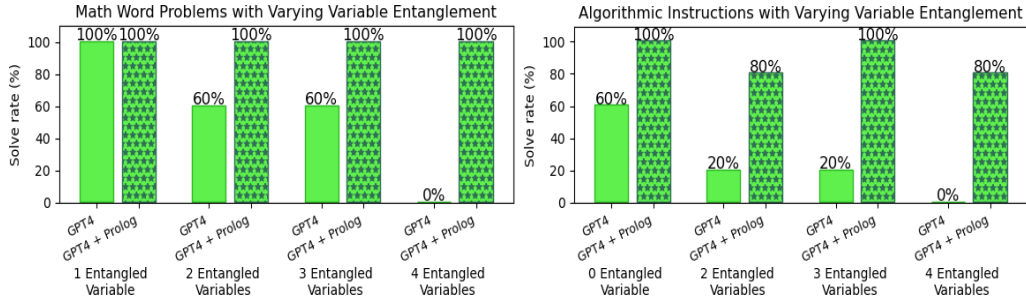 Math Word Problems with Varying Variable Entanglement
Solve rate (%)
100
80
60
40
20
0
100% 100%
60% 100%
60% 100%
0% 100%
GPT4
GPT4 + Prolog
GPT4
GPT4 + Prolog
GPT4
GPT4 + Prolog
GPT4
GPT4 + Prolog
1 Entangled
Variable
2 Entangled
Variables
3 Entangled
Variables
4 Entangled
Variables
Algorithmic Instructions with Varying Variable Entanglement
Solve rate (%)
100
80
60
40
20
0
60% 100%
20% 80%
20% 100%
0% 80%
GPT4
GPT4 + Prolog
GPT4
GPT4 + Prolog
GPT4
GPT4 + Prolog
GPT4
GPT4 + Prolog
0 Entangled
Variable
2 Entangled
Variables
3 Entangled
Variables
4 Entangled
Variables